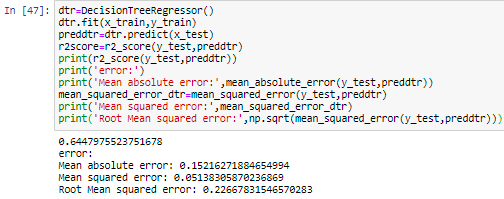 In [47]: dtr=DecisionTreeRegressor()
dtr.fit(x_train,y_train)
preddtr=dtr.predict(x_test)
r2score=r2_score(y_test,preddtr)
print(r2_score(y_test,preddtr))
print('error:')
print('Mean absolute error:',mean_absolute_error(y_test,preddtr))
mean_squared_error_dtr=mean_squared_error(y_test,preddtr)
print('Mean squared error:',mean_squared_error_dtr)
print('Root Mean squared error:',np.sqrt(mean_squared_error(y_test,preddtr)))
0.6447975523751678
error:
Mean absolute error: 0.15216271884654994
Mean squared error: 0.05138305870236869
Root Mean squared error: 0.22667831546570283